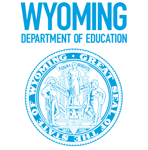 WYOMING
DEPARTMENT OF EDUCATION
GREAT SEAL OF THE STATE OF WYOMING